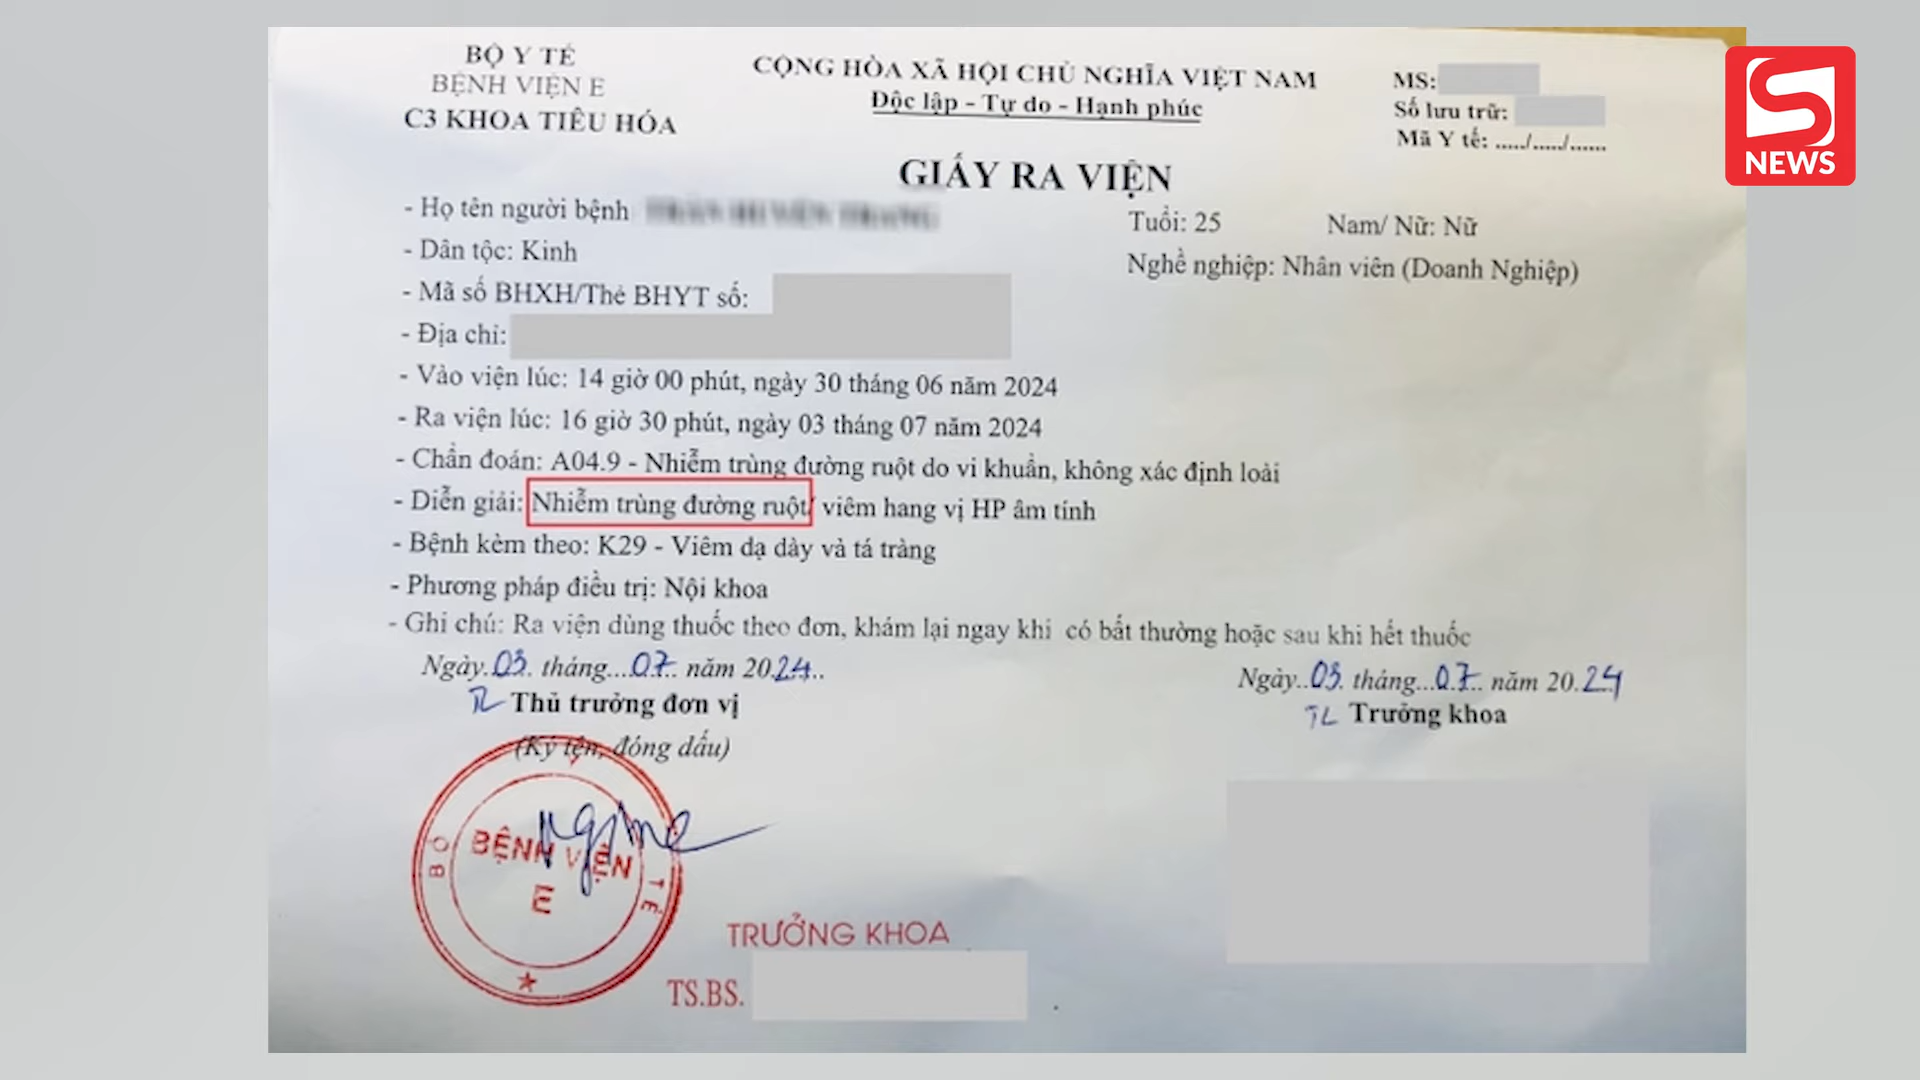 BỘ Y TẾ
BỆNH VIỆN E
C3 KHOA TIÊU HÓA
CỘNG HÒA XÃ HỘI CHỦ NGHĨA VIỆT NAM
Độc lập - Tự do - Hạnh phúc
MS:
Số lưu trữ:
Mã Y tế: ...../...../......
S
NEWS
GIẤY RA VIỆN
- Họ tên người bệnh
Tuổi: 25 Nam/ Nữ: Nữ
- Dân tộc: Kinh
Nghề nghiệp: Nhân viên (Doanh Nghiệp)
- Mã số BHXH/Thẻ BHYT số:
- Địa chỉ:
- Vào viện lúc: 14 giờ 00 phút, ngày 30 tháng 06 năm 2024
- Ra viện lúc: 16 giờ 30 phút, ngày 03 tháng 07 năm 2024
- Chẩn đoán: A04.9 - Nhiễm trùng đường ruột do vi khuẩn, không xác định loài
- Diễn giải: Nhiễm trùng đường ruột/ viêm hang vị HP âm tính
- Bệnh kèm theo: K29 - Viêm dạ dày và tá tràng
- Phương pháp điều trị: Nội khoa
- Ghi chú: Ra viện dùng thuốc theo đơn, khám lại ngay khi có bất thường hoặc sau khi hết thuốc
Ngày..03. tháng...07.. năm 20.24..
TL Thủ trưởng đơn vị
(Ký tên, đóng dấu)
Ngày..03. tháng...07.. năm 20.24
TL Trưởng khoa
BỘ Y TẾ
BỆNH VIỆN
E
TRƯỞNG KHOA
TS.BS.